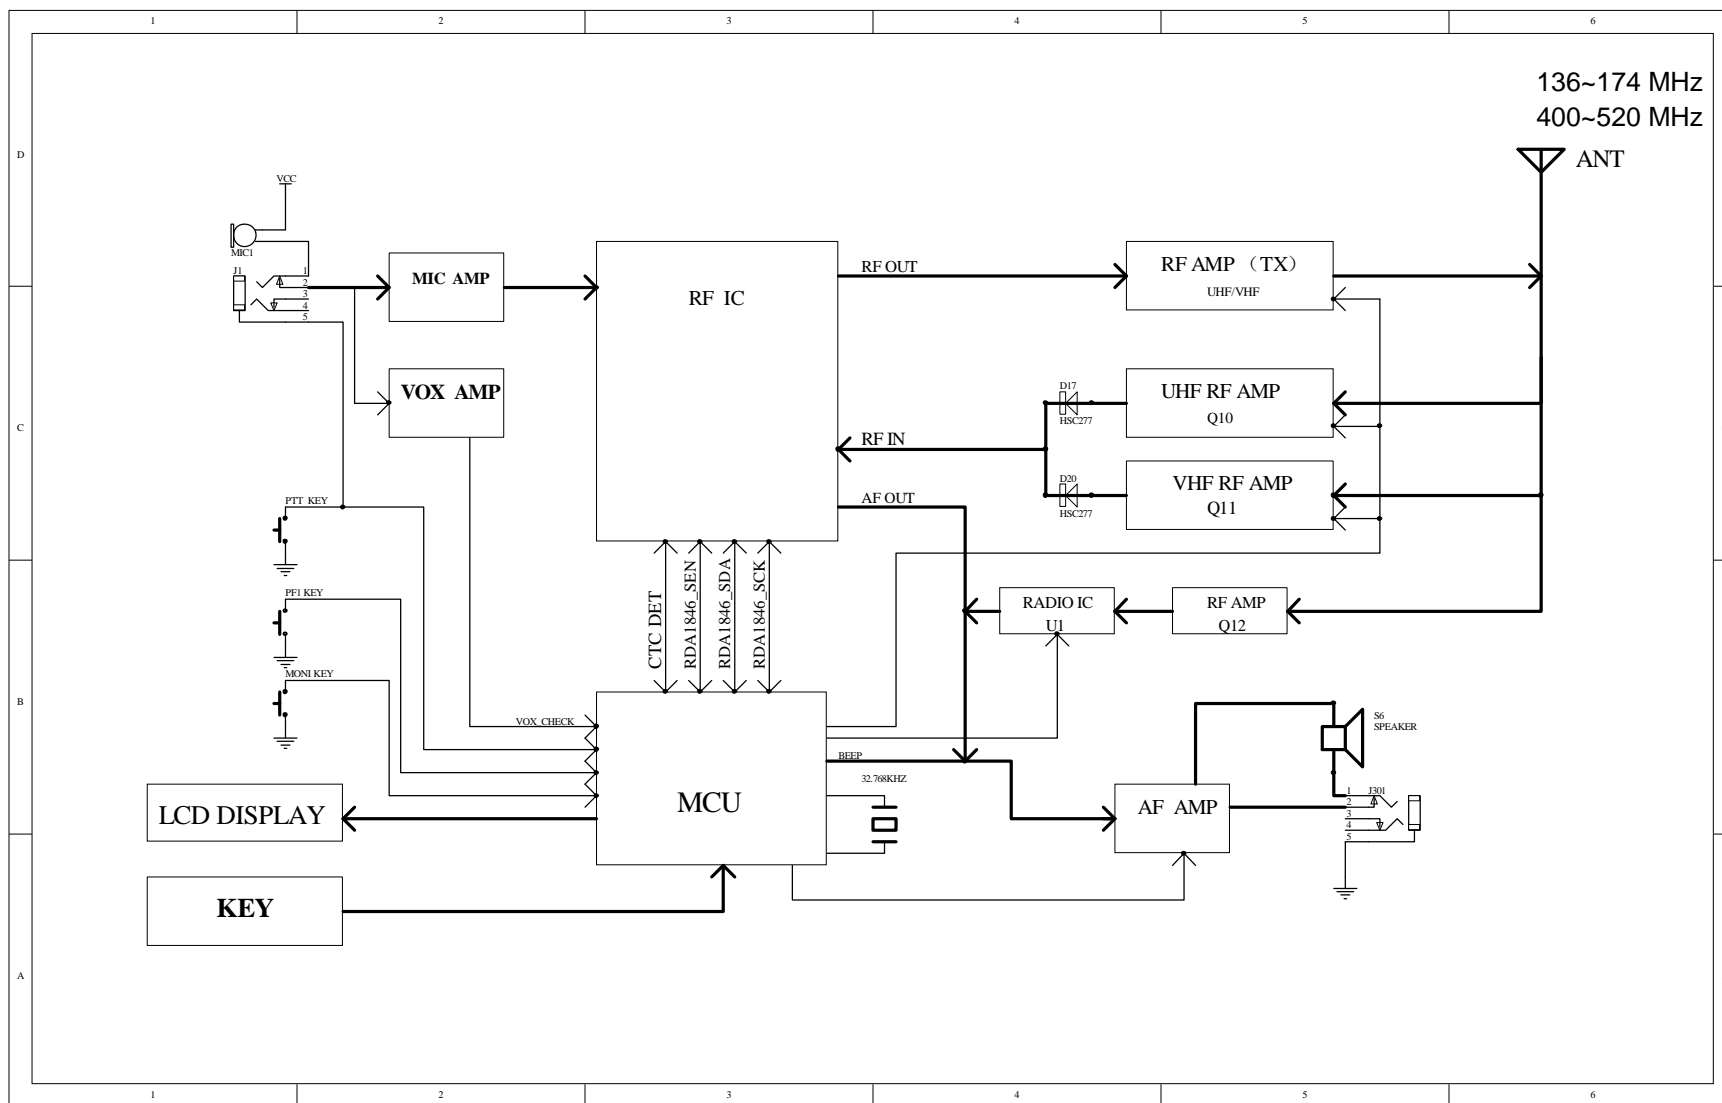 1 2 3 4 5 6
136~174 MHz
400~520 MHz
D
ANT
VCC
MIC1
J1
1
2
3
4
5
MIC AMP
RF IC
RF OUT
RF AMP （TX）
UHF/VHF
VOX AMP
D17
HSC277
UHF RF AMP
Q10
C
RF IN
D20
HSC277
VHF RF AMP
Q11
AF OUT
PTT KEY
CTC DET
RDA1846_SEN
RDA1846_SDA
RDA1846_SCK
PF1 KEY
RADIO IC
U1
RF AMP
Q12
MONI KEY
B
VOX CHECK
S6
SPEAKER
BEEP
32.768KHZ
LCD DISPLAY
MCU
AF AMP
J301
1
2
3
4
5
KEY
A
1 2 3 4 5 6